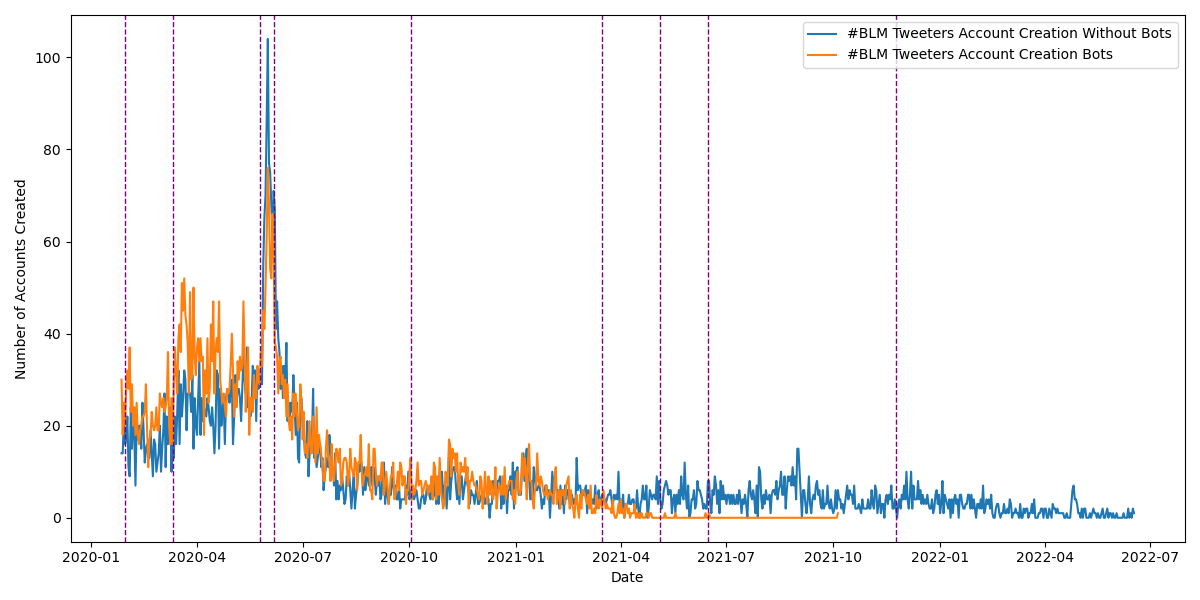 #BLM Tweeters Account Creation Without Bots
#BLM Tweeters Account Creation Bots
Number of Accounts Created
100
80
60
40
20
0
2020-01 2020-04 2020-07 2020-10 2021-01 2021-04 2021-07 2021-10 2022-01 2022-04 2022-07
Date